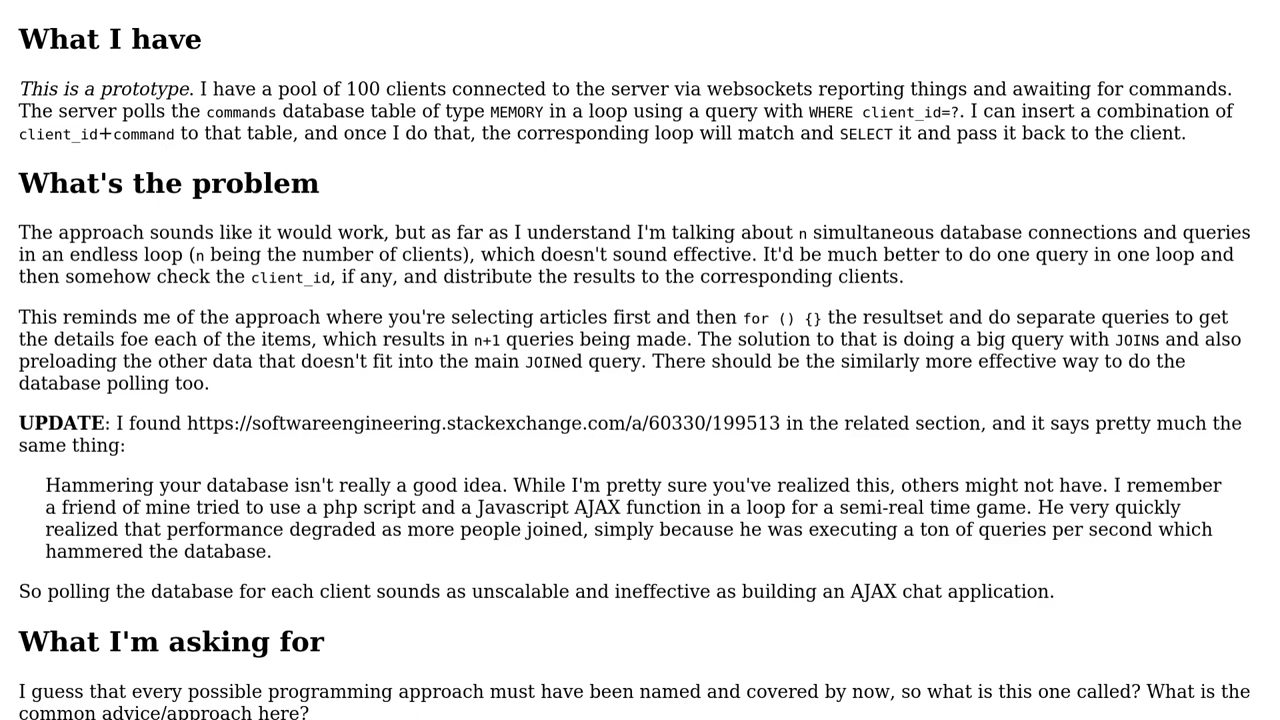 What I have
This is a prototype. I have a pool of 100 clients connected to the server via websockets reporting things and awaiting for commands.
The server polls the commands database table of type MEMORY in a loop using a query with WHERE client_id=?. I can insert a combination of
client_id+command to that table, and once I do that, the corresponding loop will match and SELECT it and pass it back to the client.
What's the problem
The approach sounds like it would work, but as far as I understand I'm talking about n simultaneous database connections and queries
in an endless loop (n being the number of clients), which doesn't sound effective. It'd be much better to do one query in one loop and
then somehow check the client_id, if any, and distribute the results to the corresponding clients.
This reminds me of the approach where you're selecting articles first and then for () {} the resultset and do separate queries to get
the details foe each of the items, which results in n+1 queries being made. The solution to that is doing a big query with JOINs and also
preloading the other data that doesn't fit into the main JOINed query. There should be the similarly more effective way to do the
database polling too.
UPDATE: I found https://softwareengineering.stackexchange.com/a/60330/199513 in the related section, and it says pretty much the
same thing:
Hammering your database isn't really a good idea. While I'm pretty sure you've realized this, others might not have. I remember
a friend of mine tried to use a php script and a Javascript AJAX function in a loop for a semi-real time game. He very quickly
realized that performance degraded as more people joined, simply because he was executing a ton of queries per second which
hammered the database.
So polling the database for each client sounds as unscalable and ineffective as building an AJAX chat application.
What I'm asking for
I guess that every possible programming approach must have been named and covered by now, so what is this one called? What is the
common advice/approach here?